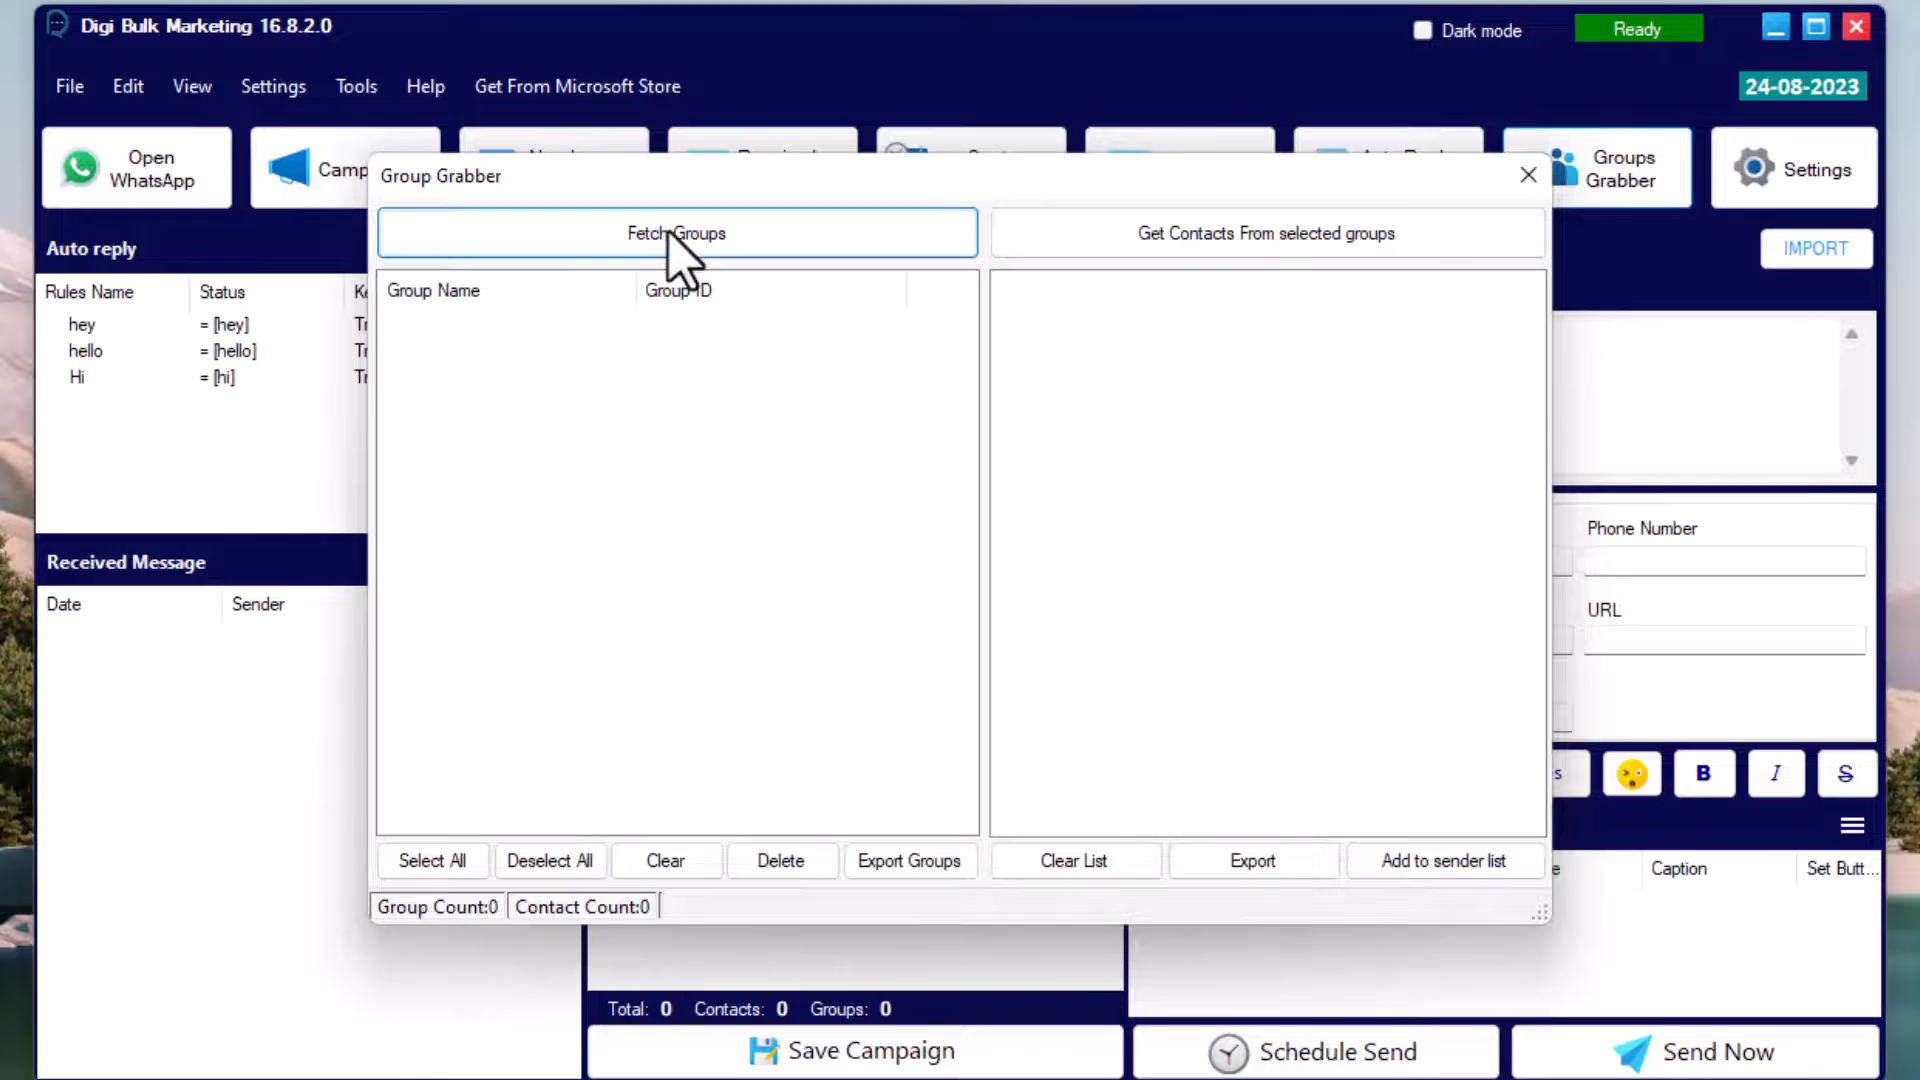 Digi Bulk Marketing 16.8.2.0
Dark mode
Ready
File Edit View Settings Tools Help Get From Microsoft Store
24-08-2023
Open
WhatsApp
Camp
Groups
Grabber
Settings
Group Grabber
Fetch Groups
Get Contacts From selected groups
Auto reply
IMPORT
Rules Name Status
Group Name Group ID
hey = [hey]
hello = [hello]
Hi = [hi]
Phone Number
URL
Received Message
Date Sender
B I S
Select All Deselect All Clear Delete Export Groups Clear List Export Add to sender list
Caption Set Butt...
Group Count:0 Contact Count:0
Total: 0 Contacts: 0 Groups: 0
Save Campaign
Schedule Send
Send Now